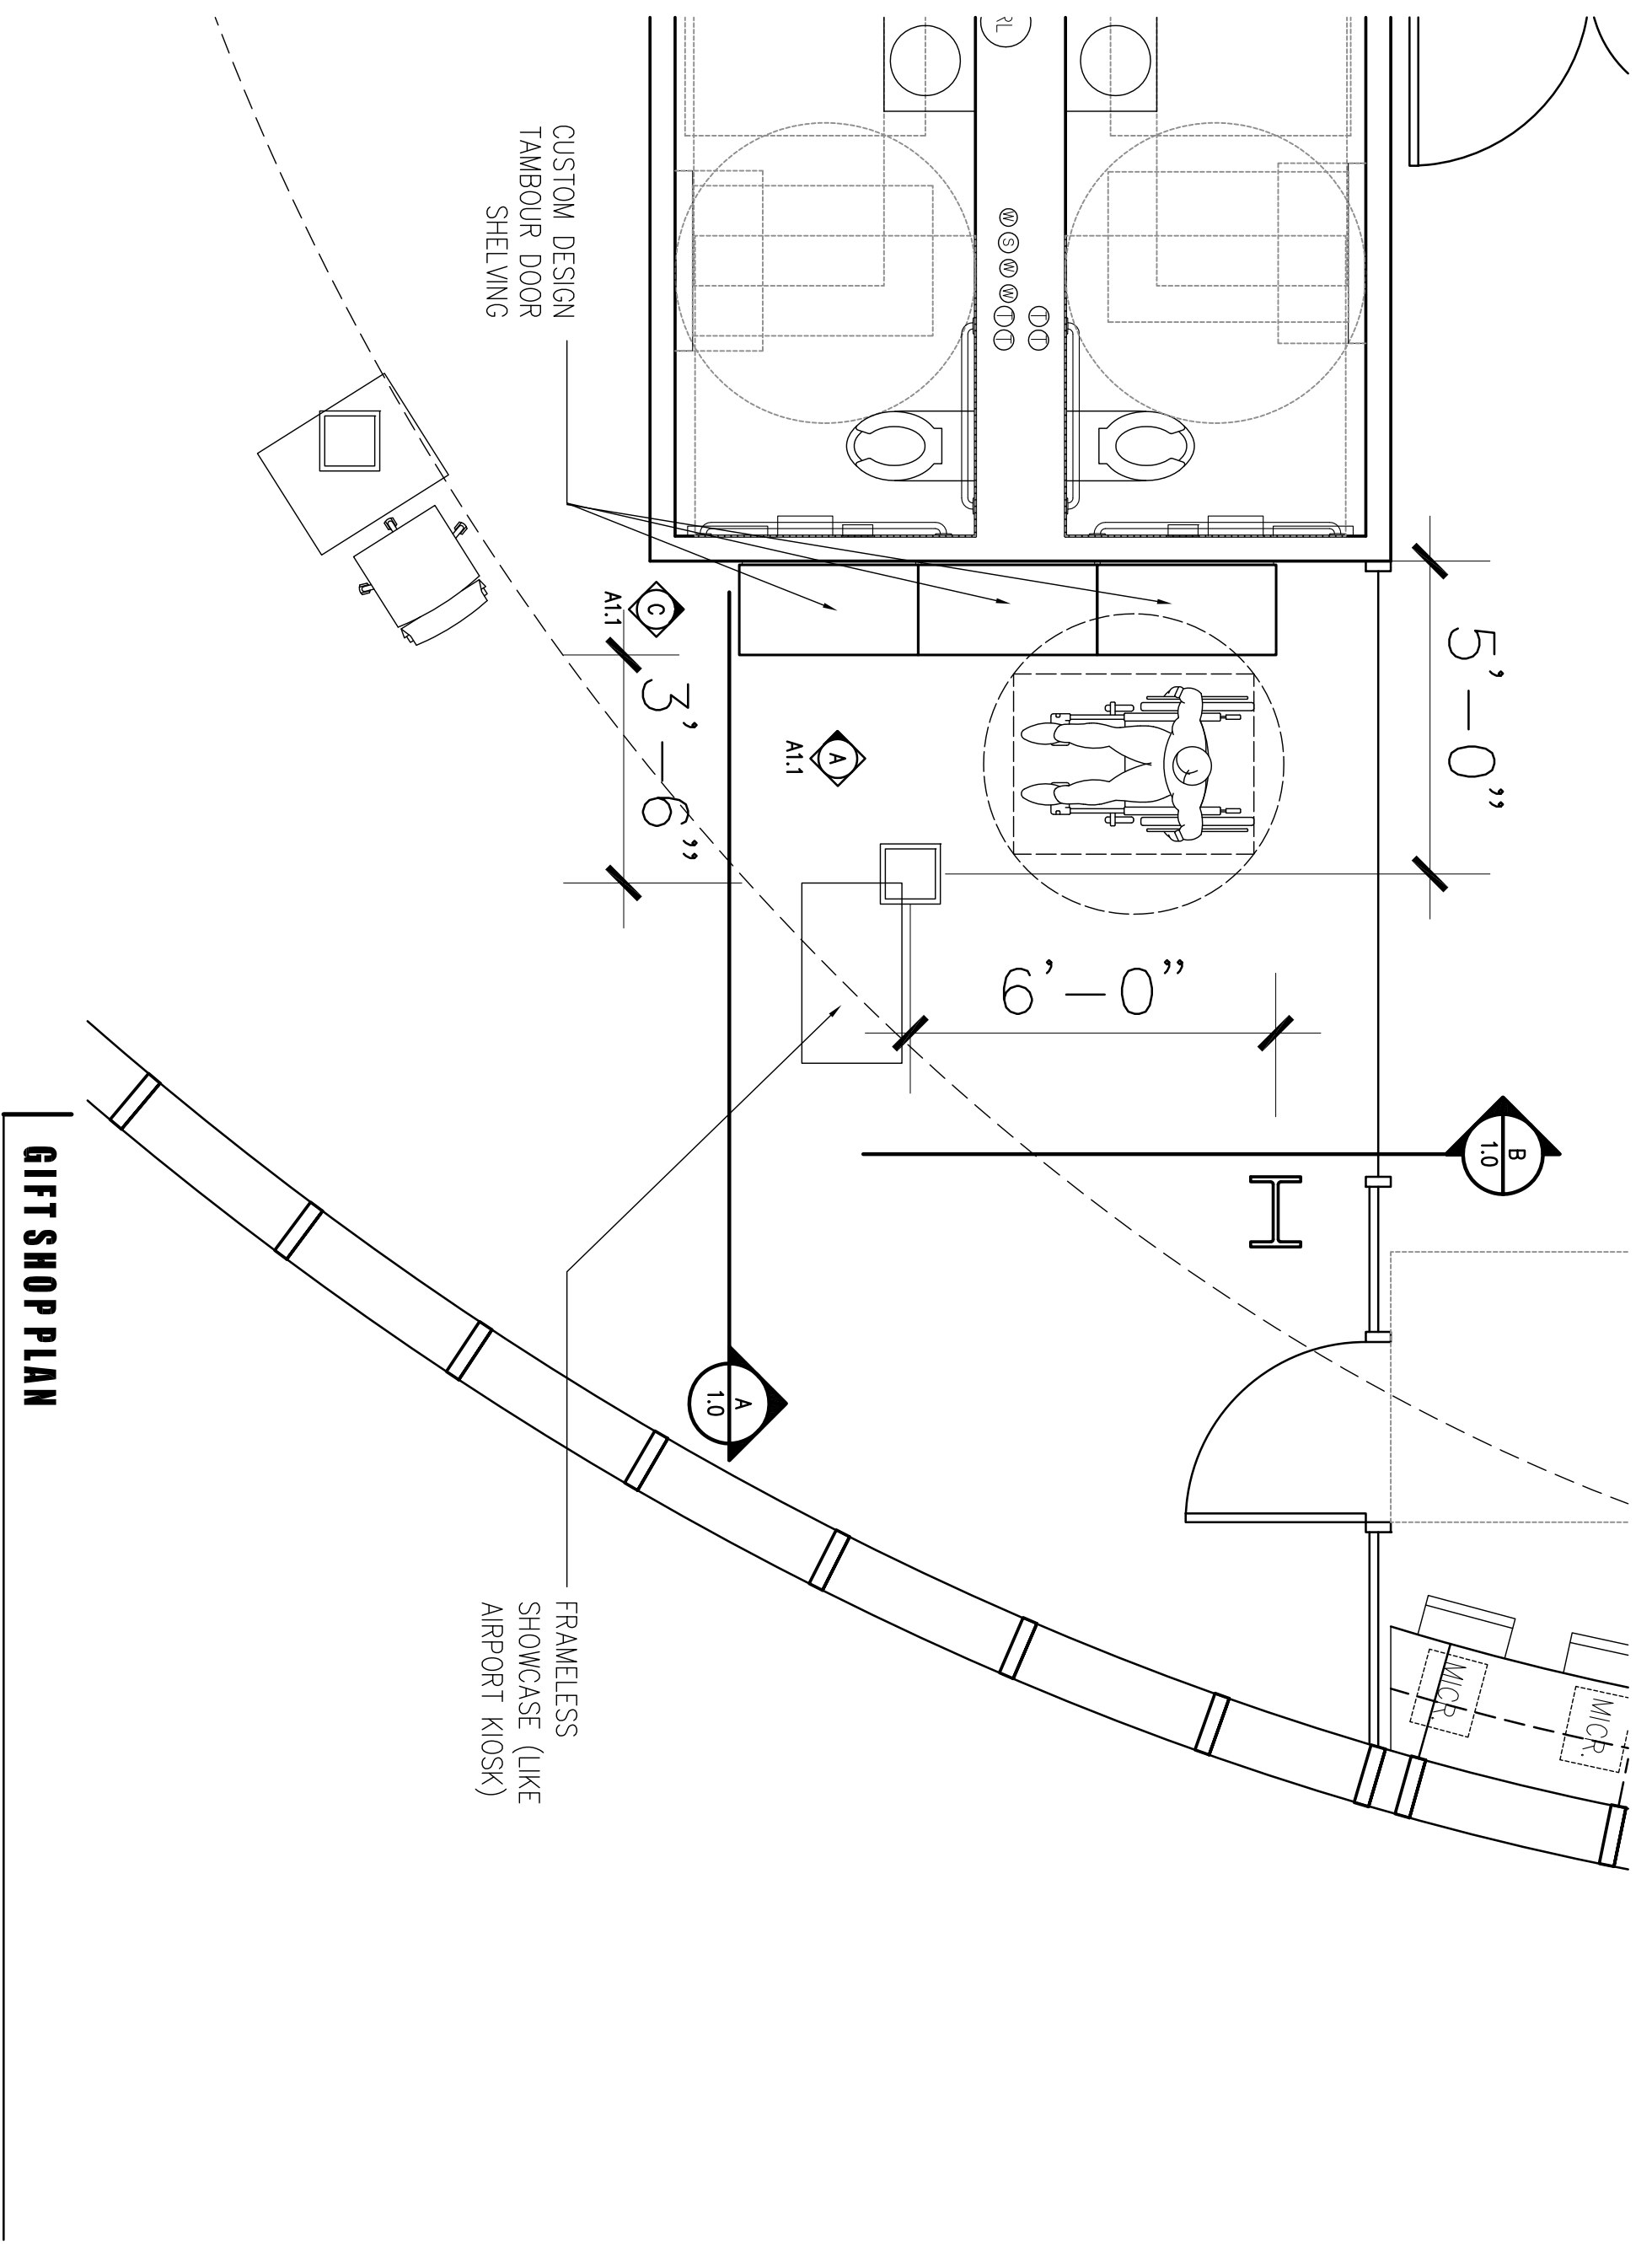 RL
W
S
W
W
T
T
T
T
CUSTOM DESIGN
TAMBOUR DOOR
SHELVING
5'-0"
C
A1.1
3'-6"
A
A1.1
6'-0"
B
1.0
A
1.0
FRAMELESS
SHOWCASE (LIKE
AIRPORT KIOSK)
MICR.
MICR.
GIFT SHOP PLAN